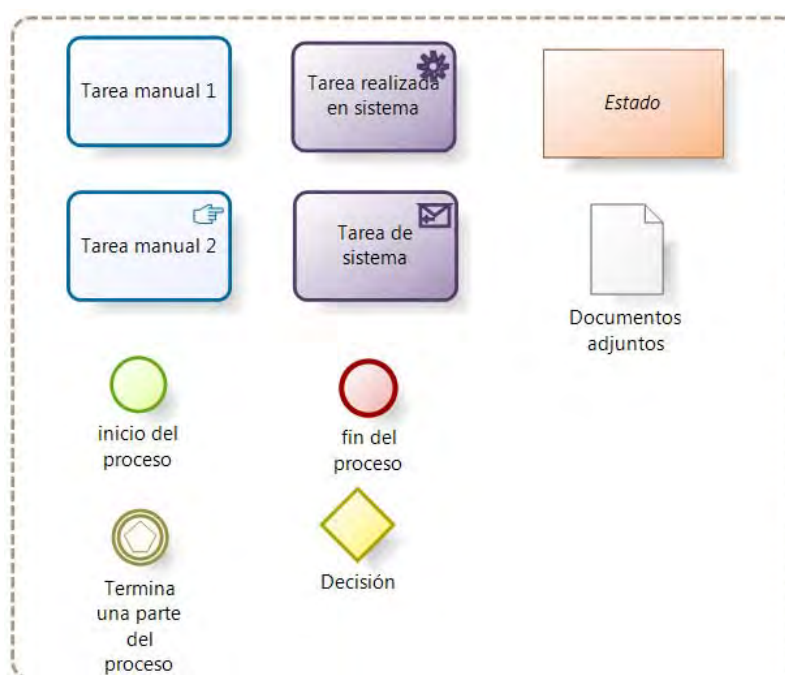 Tarea manual 1
Tarea realizada
en sistema
Estado
Tarea manual 2
Tarea de
sistema
Documentos
adjuntos
inicio del
proceso
fin del
proceso
Termina
una parte
del
proceso
Decisión